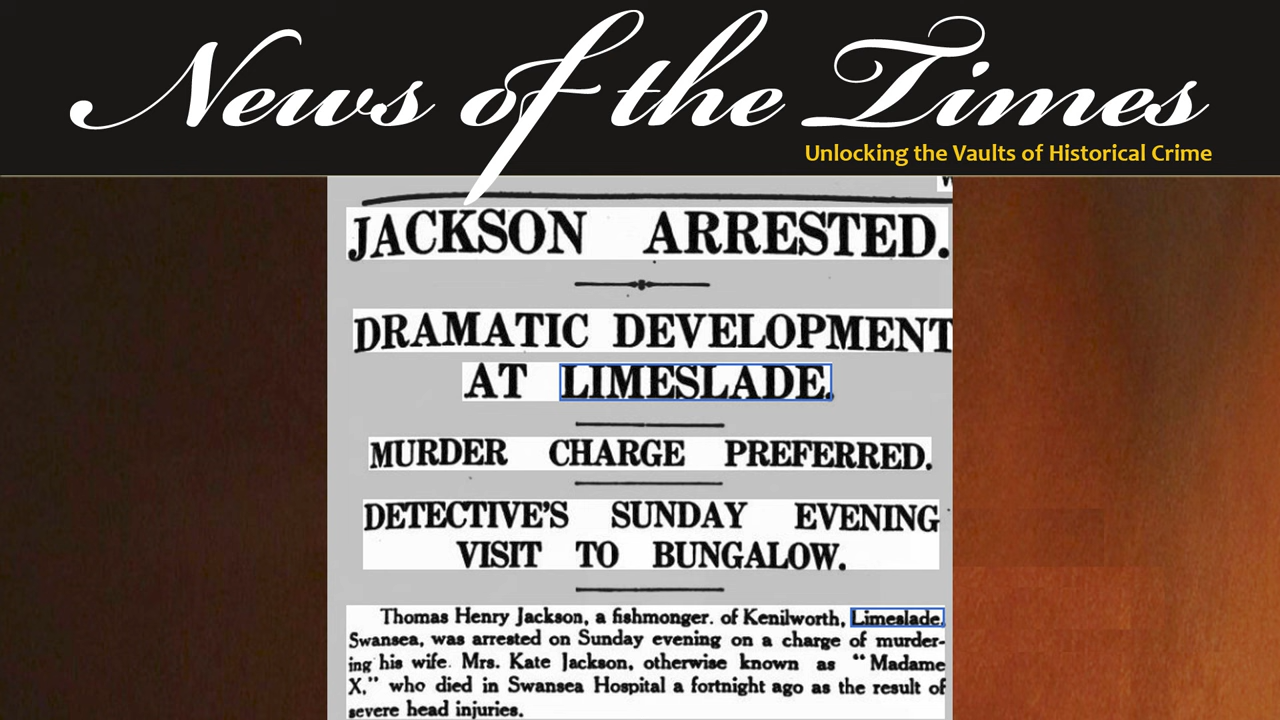 News of the Times
Unlocking the Vaults of Historical Crime
JACKSON ARRESTED.
DRAMATIC DEVELOPMENT
AT LIMESLADE.
MURDER CHARGE PREFERRED.
DETECTIVE'S SUNDAY EVENING
VISIT TO BUNGALOW.
Thomas Henry Jackson, a fishmonger. of Kenilworth, Limeslade,
Swansea, was arrested on Sunday evening on a charge of murder-
ing his wife. Mrs. Kate Jackson, otherwise known as "Madame
X," who died in Swansea Hospital a fortnight ago as the result of
severe head injuries.